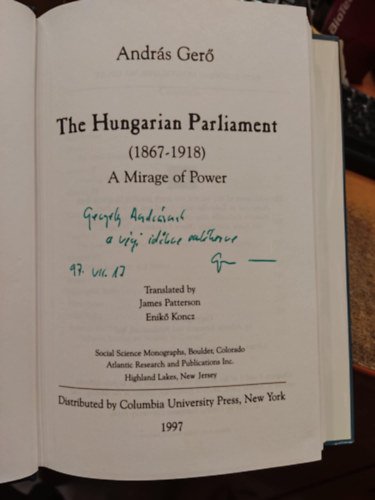 András Gerő
The Hungarian Parliament
(1867-1918)
A Mirage of Power
Gergely Andrásnak
a régi időkre emlékezve
97. VII. 17
Translated by
James Patterson
Enikő Koncz
Social Science Monographs, Boulder, Colorado
Atlantic Research and Publications Inc.
Highland Lakes, New Jersey
Distributed by Columbia University Press, New York
1997